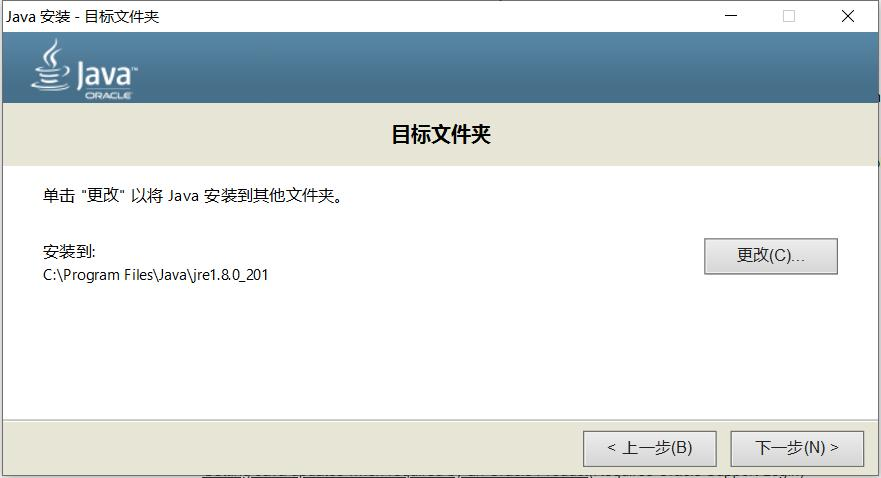 Java 安装 - 目标文件夹
Java™
ORACLE
目标文件夹
单击 "更改" 以将 Java 安装到其他文件夹。
安装到:
更改(C)...
C:\Program Files\Java\jre1.8.0_201
< 上一步(B)
下一步(N) >